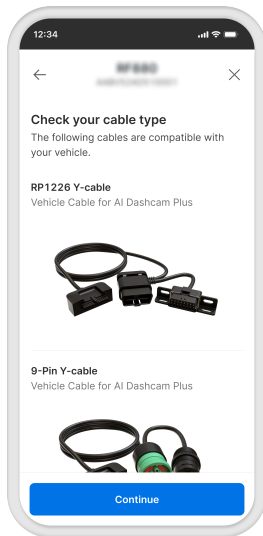 12:34
Check your cable type
The following cables are compatible with
your vehicle.
RP1226 Y-cable
Vehicle Cable for AI Dashcam Plus
9-Pin Y-cable
Vehicle Cable for AI Dashcam Plus
Continue